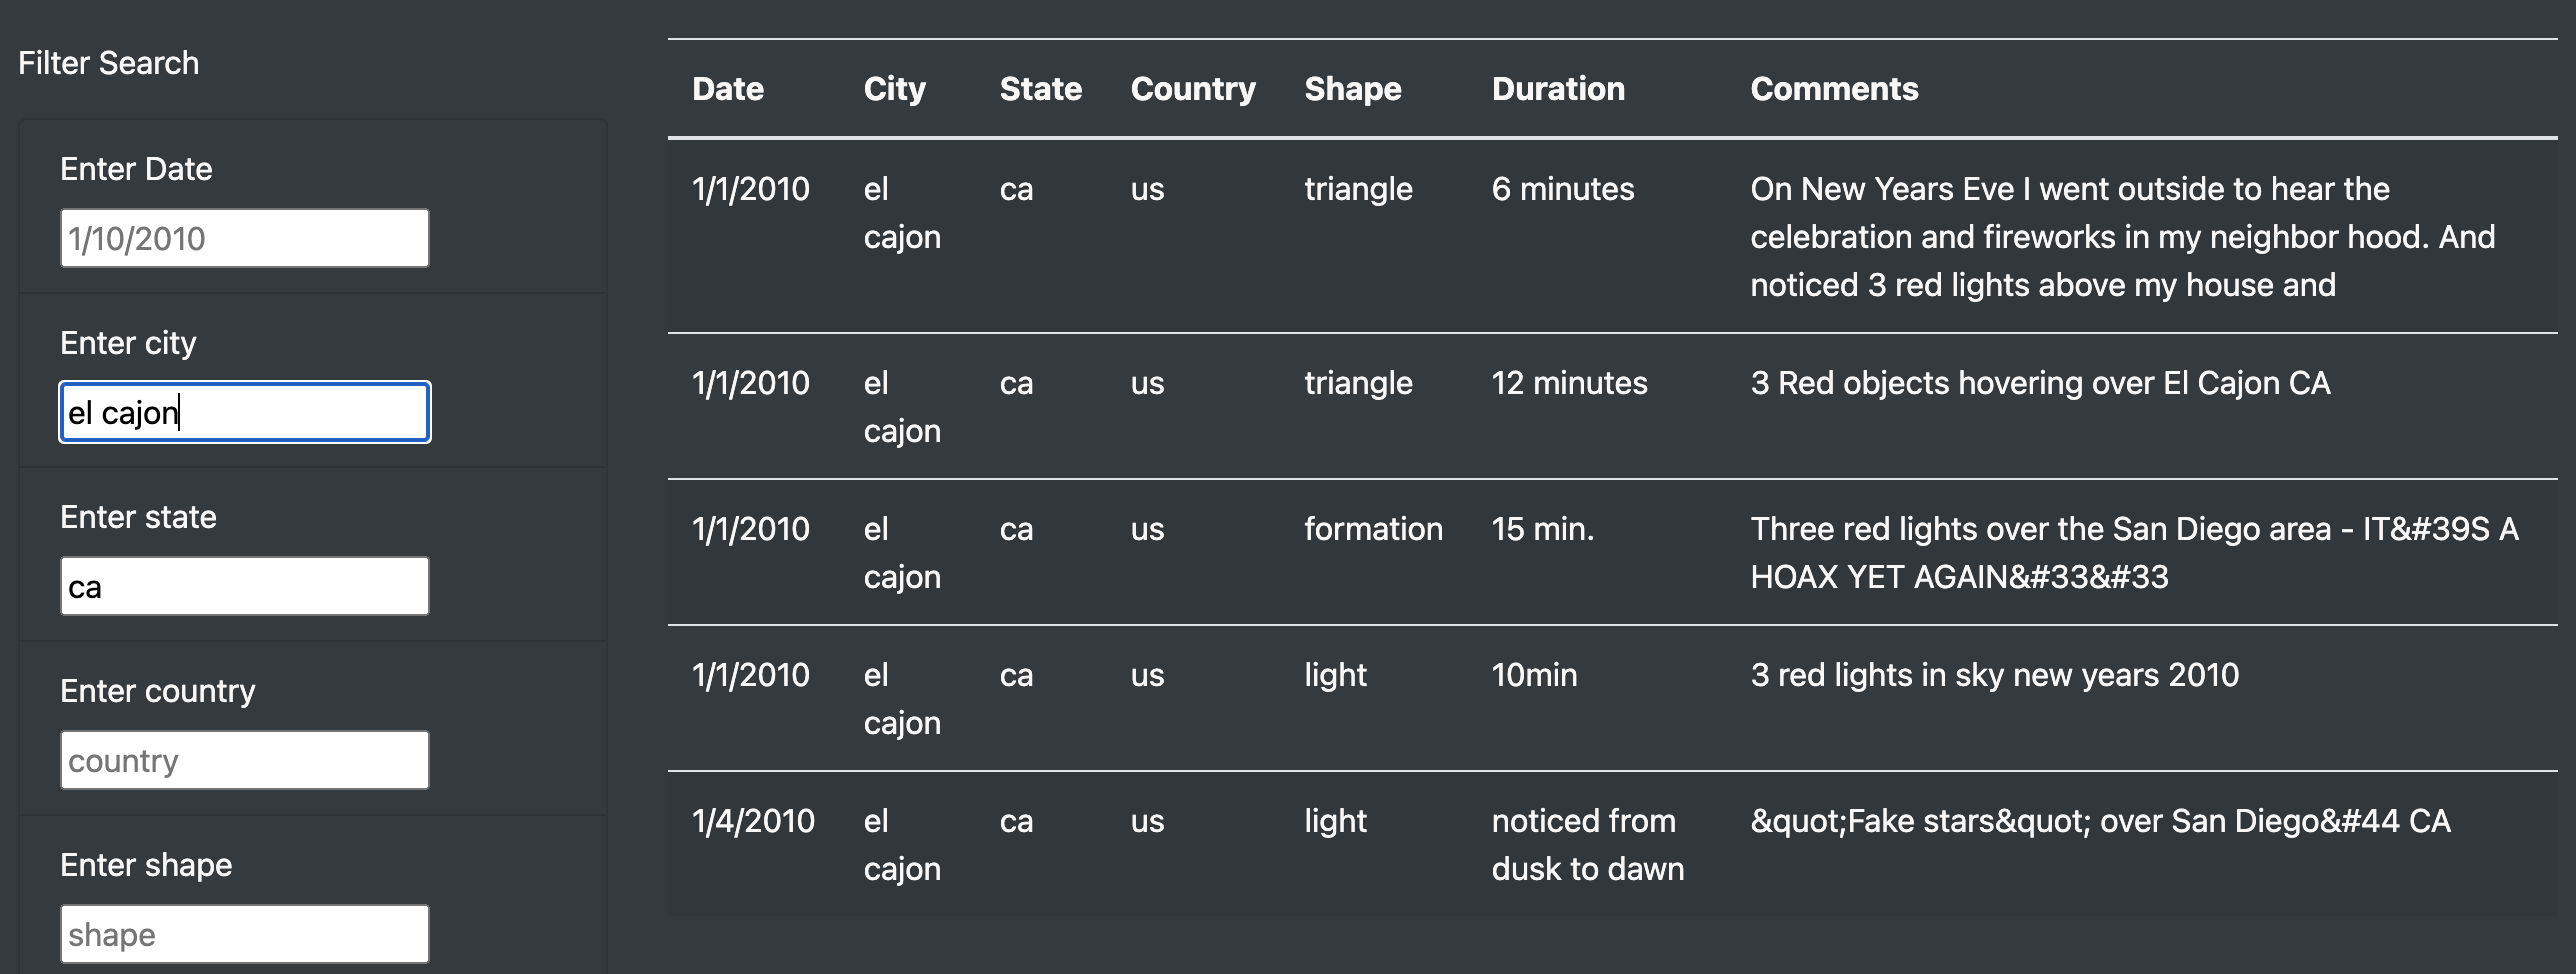 Filter Search
Enter Date
1/10/2010
Enter city
el cajon
Enter state
ca
Enter country
country
Enter shape
shape
Date City State Country Shape Duration Comments
1/1/2010 el ca us triangle 6 minutes On New Years Eve I went outside to hear the
cajon celebration and fireworks in my neighbor hood. And
noticed 3 red lights above my house and
1/1/2010 el ca us triangle 12 minutes 3 Red objects hovering over El Cajon CA
cajon
1/1/2010 el ca us formation 15 min. Three red lights over the San Diego area - IT&#39S A
cajon HOAX YET AGAIN&#33&#33
1/1/2010 el ca us light 10min 3 red lights in sky new years 2010
cajon
1/4/2010 el ca us light noticed from &quot;Fake stars&quot; over San Diego&#44 CA
cajon dusk to dawn